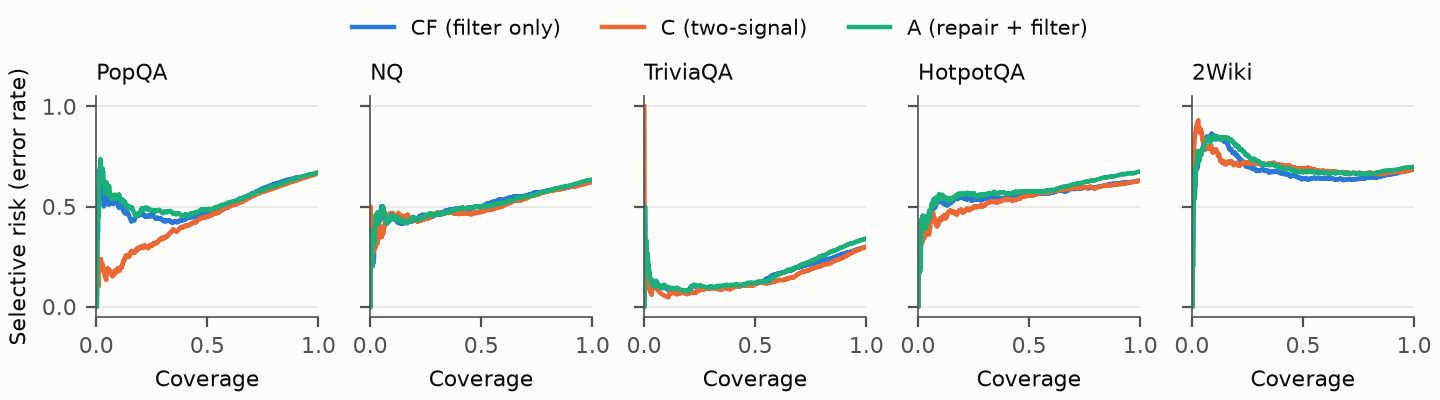 CF (filter only) C (two-signal) A (repair + filter)
PopQA NQ TriviaQA HotpotQA 2Wiki
Selective risk (error rate)
1.0
0.5
0.0
0.0 0.5 1.0 0.0 0.5 1.0 0.0 0.5 1.0 0.0 0.5 1.0 0.0 0.5 1.0
Coverage Coverage Coverage Coverage Coverage